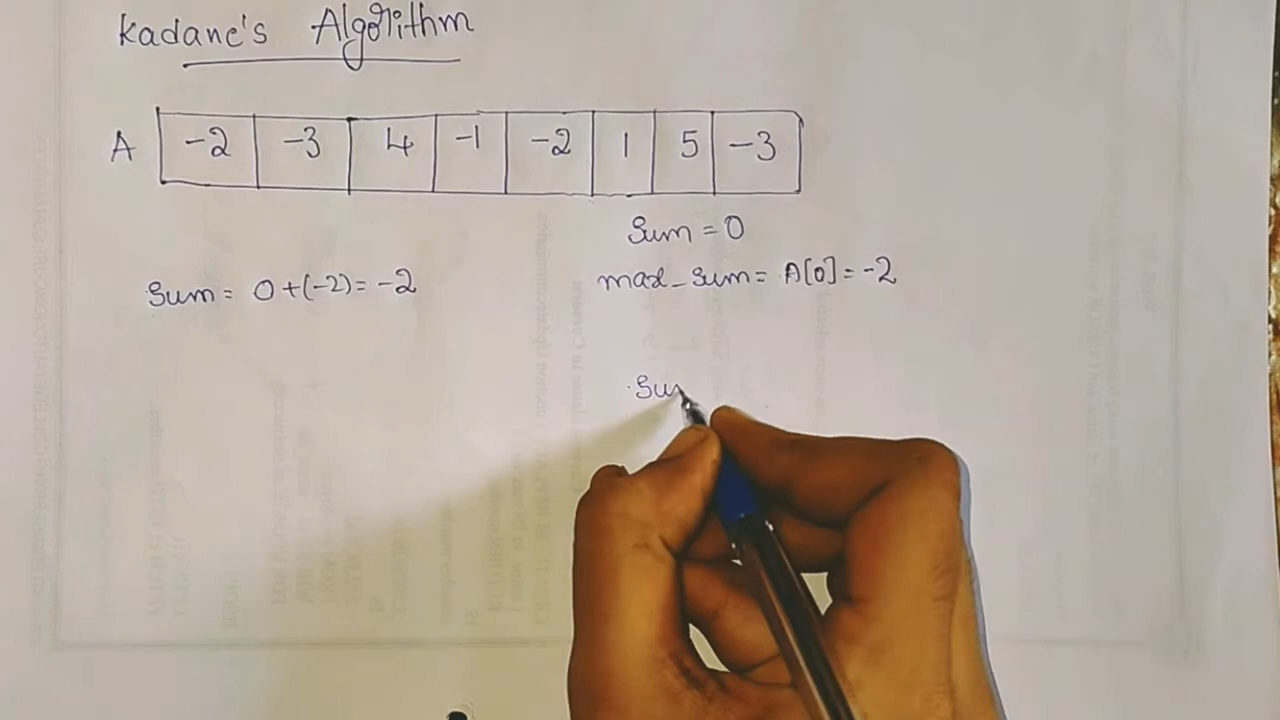 Kadane's Algorithm
A -2 -3 4 -1 -2 1 5 -3
Sum = 0
Sum = 0+(-2)= -2 max_Sum = A[0] = -2
Su